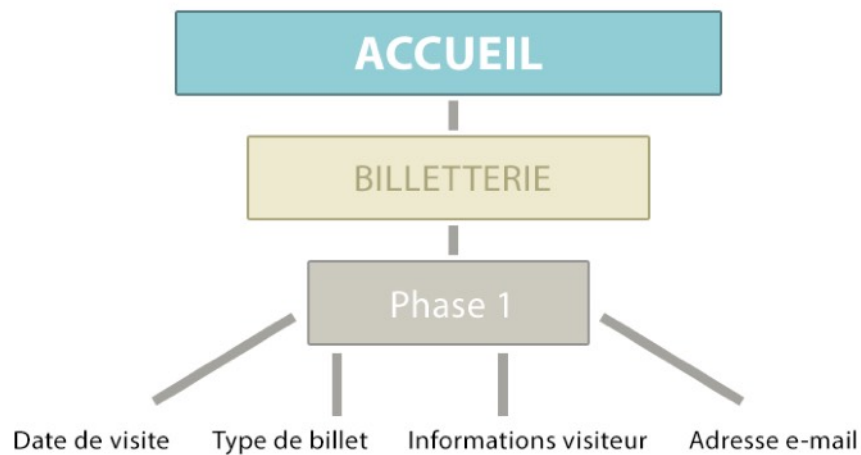 ACCUEIL
BILLETTERIE
Phase 1
Date de visite Type de billet Informations visiteur Adresse e-mail